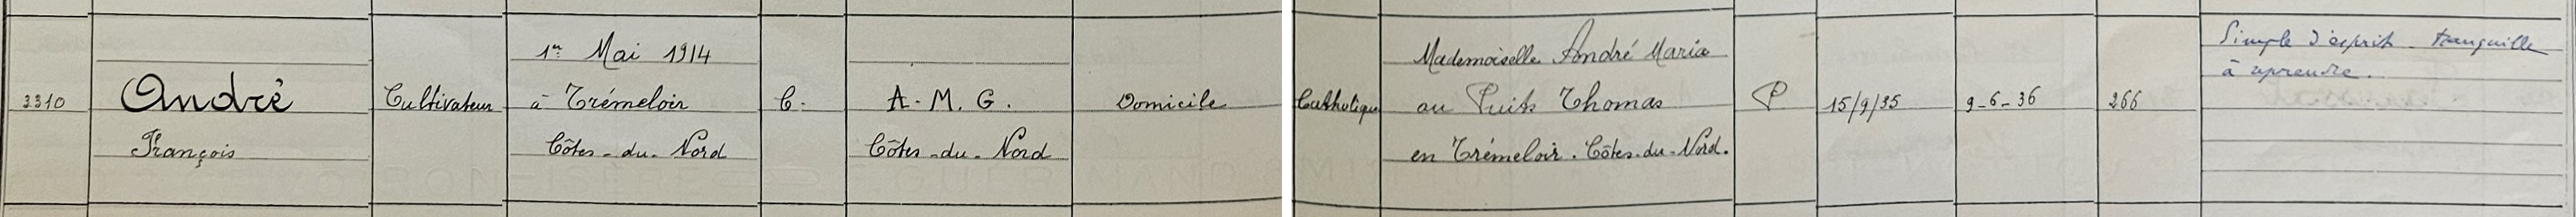 3310
André
François
Cultivateur
1er Mai 1914
à Trémeloir
Côtes-du-Nord
C.
A. M. G.
Côtes-du-Nord
Domicile
Catholique
Mademoiselle André Maria
au Puits Thomas
en Trémeloir. Côtes-du-Nord.
P
15/9/35
9-6-36
266
Simple d'esprit - tranquille
à reprendre.